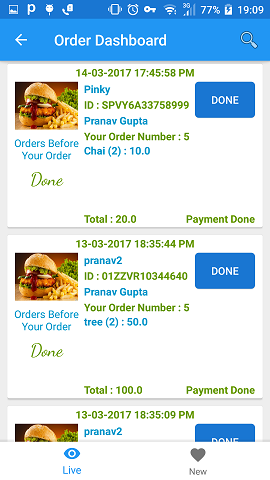 3G 77% 19:09
Order Dashboard
14-03-2017 17:45:58 PM
Pinky
ID : SPVY6A33758999
DONE
Pranav Gupta
Your Order Number : 5
Orders Before
Your Order
Chai (2) : 10.0
Done
Total : 20.0 Payment Done
13-03-2017 18:35:44 PM
pranav2
ID : 01ZZVR10344640
DONE
Pranav Gupta
Your Order Number : 5
Orders Before
Your Order
tree (2) : 50.0
Done
Total : 100.0 Payment Done
13-03-2017 18:35:09 PM
pranav2
DONE
Live New